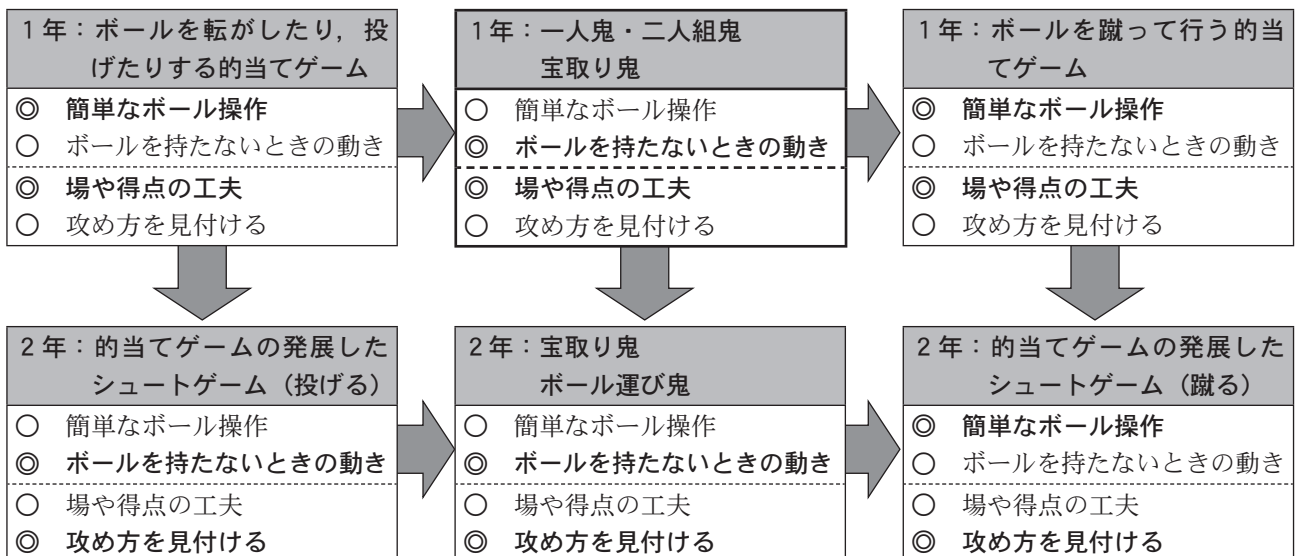 1年：ボールを転がしたり，投
げたりする的当てゲーム
◎ 簡単なボール操作
○ ボールを持たないときの動き
◎ 場や得点の工夫
○ 攻め方を見付ける
1年：一人鬼・二人組鬼
宝取り鬼
○ 簡単なボール操作
◎ ボールを持たないときの動き
◎ 場や得点の工夫
○ 攻め方を見付ける
1年：ボールを蹴って行う的当
てゲーム
◎ 簡単なボール操作
○ ボールを持たないときの動き
◎ 場や得点の工夫
○ 攻め方を見付ける
2年：的当てゲームの発展した
シュートゲーム（投げる）
○ 簡単なボール操作
◎ ボールを持たないときの動き
○ 場や得点の工夫
◎ 攻め方を見付ける
2年：宝取り鬼
ボール運び鬼
○ 簡単なボール操作
◎ ボールを持たないときの動き
○ 場や得点の工夫
◎ 攻め方を見付ける
2年：的当てゲームの発展した
シュートゲーム（蹴る）
◎ 簡単なボール操作
○ ボールを持たないときの動き
○ 場や得点の工夫
◎ 攻め方を見付ける